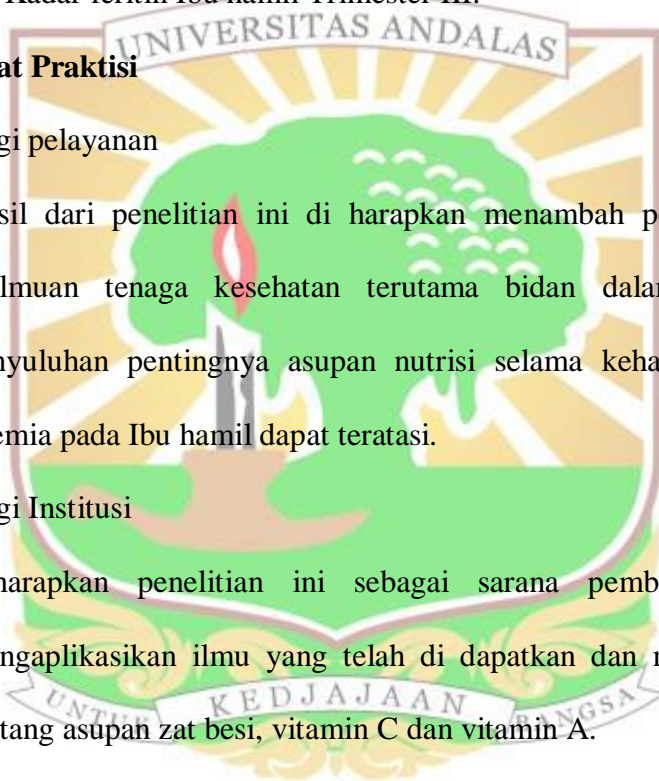 Kadar feritin Ibu hamil Trimester III.
UNIVERSITAS ANDALAS
at Praktisi
gi pelayanan
sil dari penelitian ini di harapkan menambah p
lmuan tenaga kesehatan terutama bidan dala
nyuluhan pentingnya asupan nutrisi selama keha
emia pada Ibu hamil dapat teratasi.
gi Institusi
harapkan penelitian ini sebagai sarana pemb
ngaplikasikan ilmu yang telah di dapatkan dan
UNTUK KEDJAJAAN BANGSA
tang asupan zat besi, vitamin C dan vitamin A.